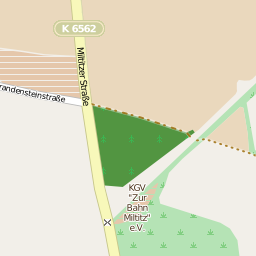 K 6562
Miltitzer Straße
randensteinstraße
KGV
"Zur
Bahn
Miltitz"
e.V